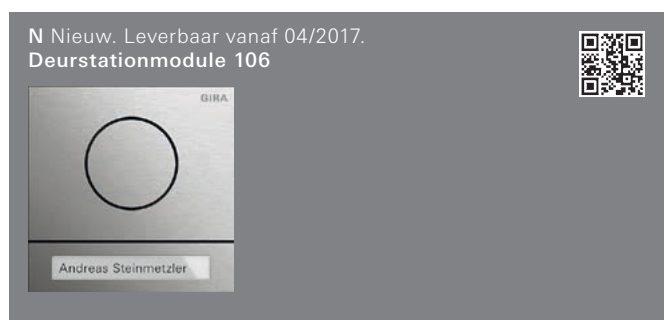 N Nieuw. Leverbaar vanaf 04/2017.
Deurstationmodule 106
GIRA
Andreas Steinmetzler